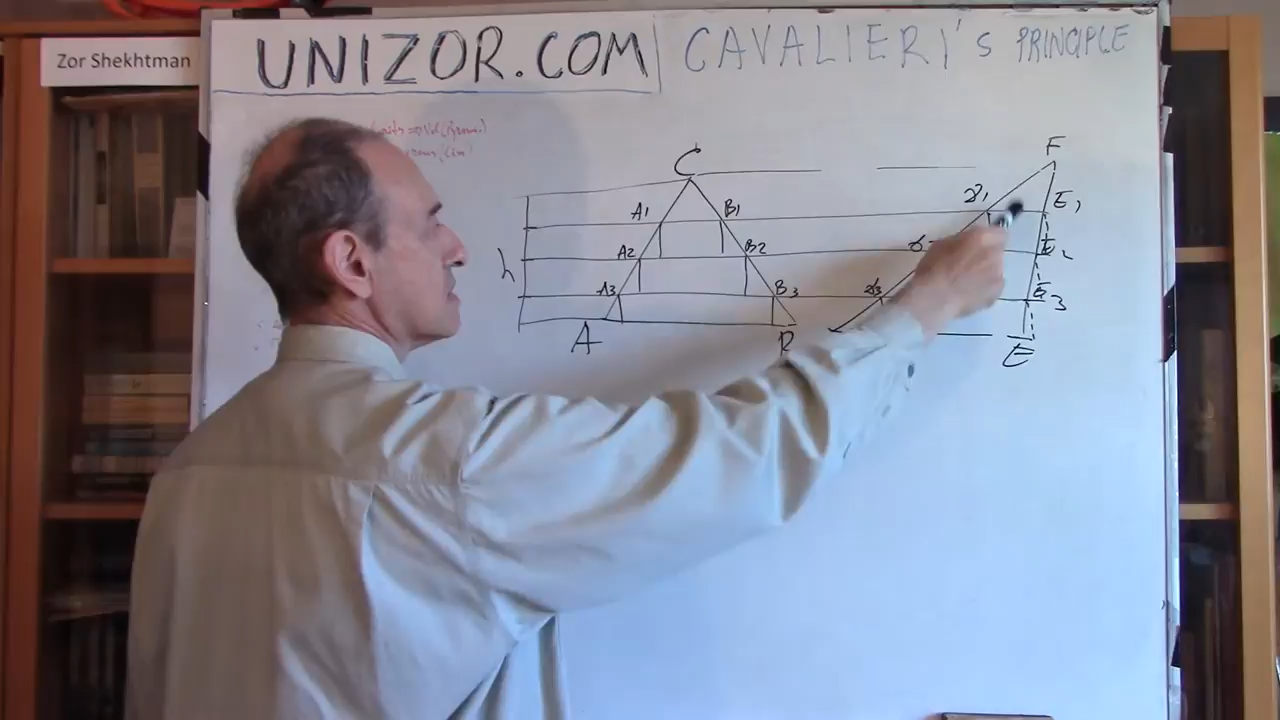 Zor Shekhtman
UNIZOR.COM
CAVALIERI's PRINCIPLE
C
F
A1 B1
E1
A2 B2
E2
h
A3 B3
E3
A
E